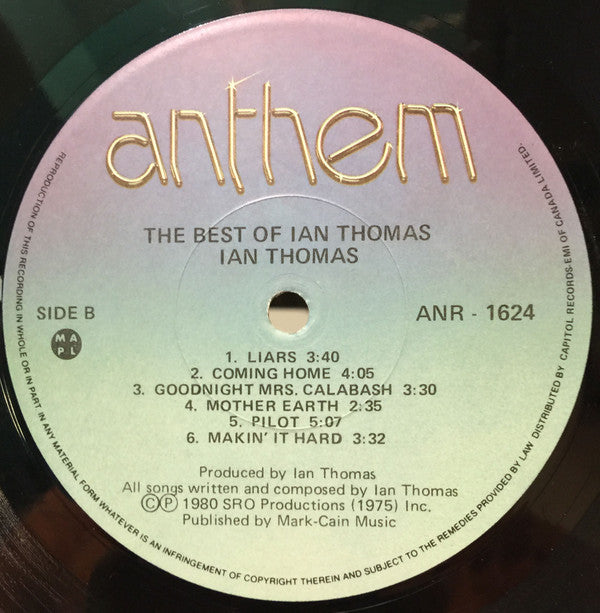 anthem
THE BEST OF IAN THOMAS
IAN THOMAS
SIDE B
ANR - 1624
M A
P L
1. LIARS 3:40
2. COMING HOME 4:05
3. GOODNIGHT MRS. CALABASH 3:30
4. MOTHER EARTH 2:35
5. PILOT 5:07
6. MAKIN' IT HARD 3:32
Produced by Ian Thomas
All songs written and composed by Ian Thomas
©℗ 1980 SRO Productions (1975) Inc.
Published by Mark-Cain Music
REPRODUCTION OF THIS RECORDING IN WHOLE OR IN PART, IN ANY MATERIAL FORM WHATEVER IS AN INFRINGEMENT OF COPYRIGHT THEREIN AND SUBJECT TO THE REMEDIES PROVIDED BY LAW DISTRIBUTED BY CAPITOL RECORDS-EMI OF CANADA LIMITED.